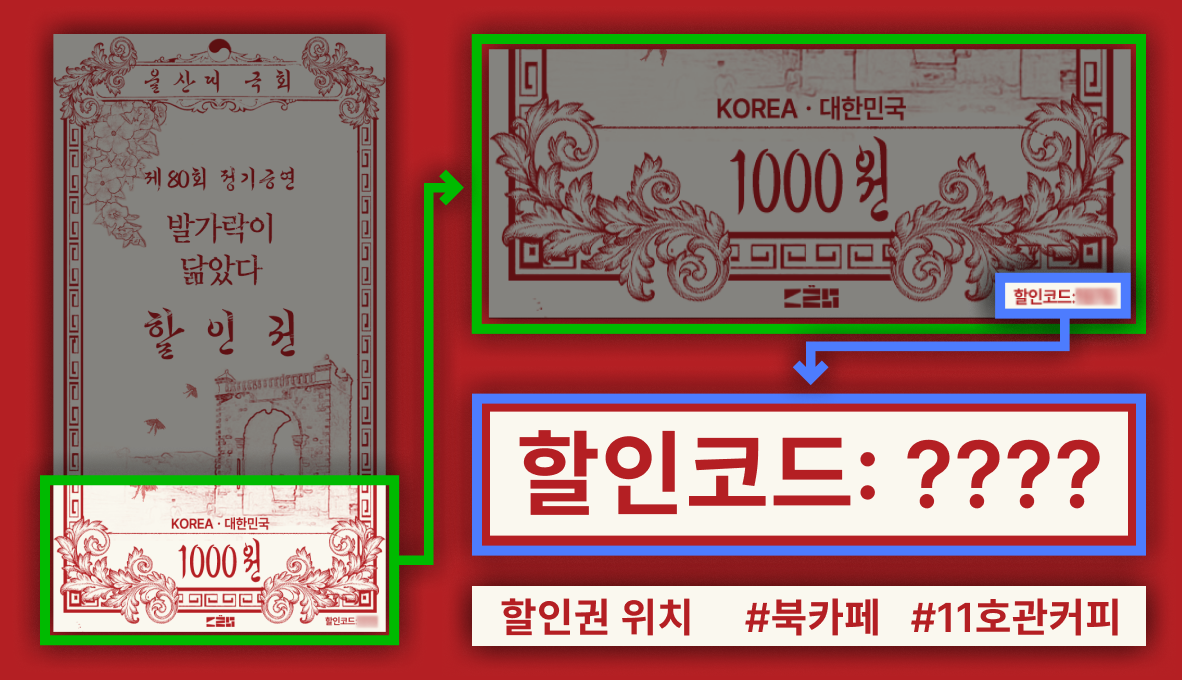 울산대 극회
제 80회 정기공연
발가락이
닮았다
할인권
KOREA · 대한민국
1000원
할인코드:
KOREA · 대한민국
1000원
할인코드:
할인코드: ????
할인권 위치 #북카페 #11호관커피